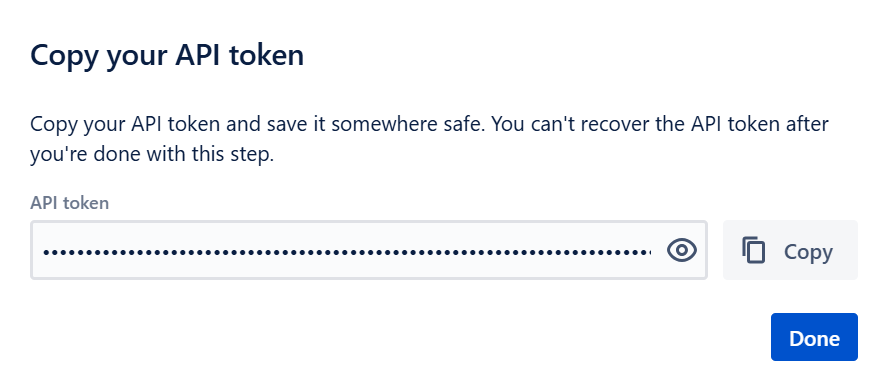 Copy your API token
Copy your API token and save it somewhere safe. You can't recover the API token after
you're done with this step.
API token
Copy
Done